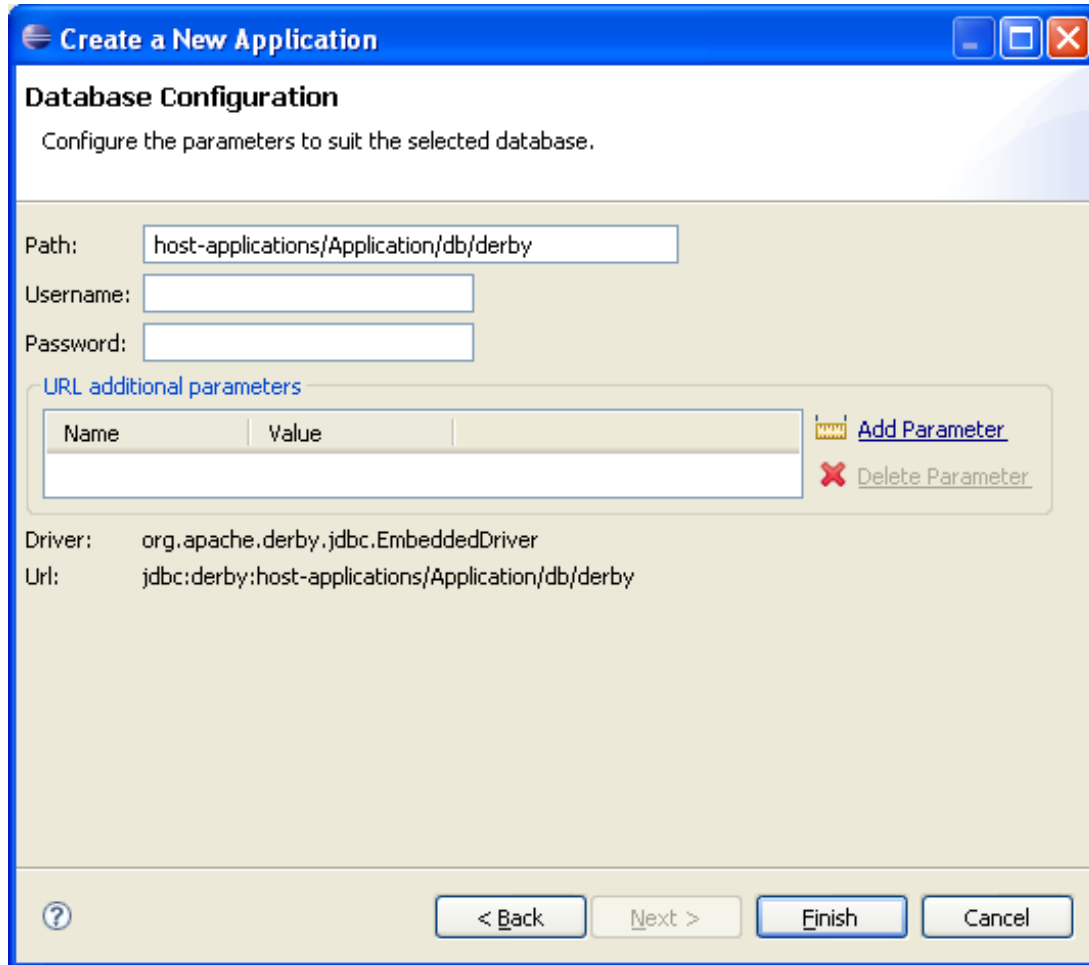 Create a New Application
Database Configuration
Configure the parameters to suit the selected database.
Path: host-applications/Application/db/derby
Username:
Password:
URL additional parameters
Name Value
Add Parameter
Delete Parameter
Driver: org.apache.derby.jdbc.EmbeddedDriver
Url: jdbc:derby:host-applications/Application/db/derby
? < Back Next > Finish Cancel